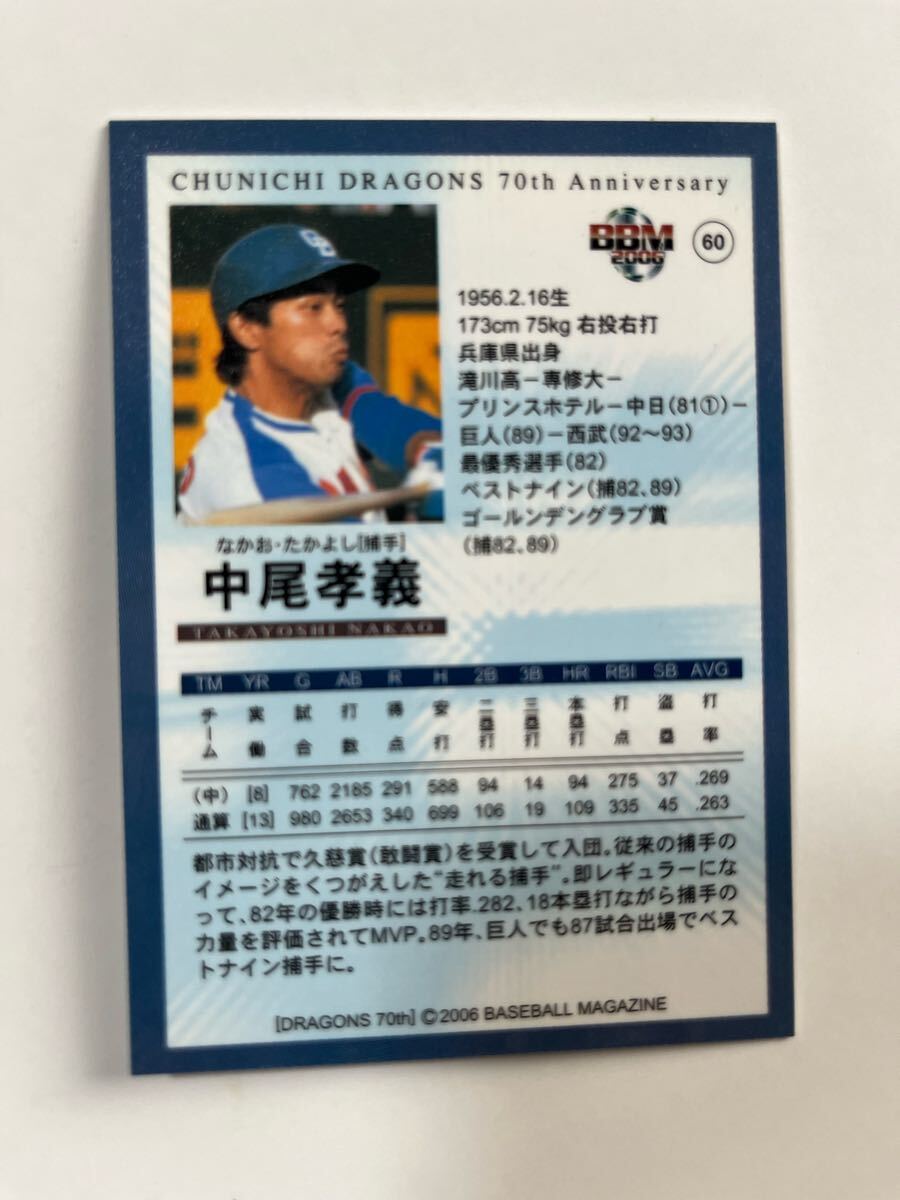 CHUNICHI DRAGONS 70th Anniversary
BBM
2006
60
1956.2.16生
173cm 75kg 右投右打
兵庫県出身
滝川高－専修大－
プリンスホテル－中日(81①)－
巨人(89)－西武(92～93)
最優秀選手(82)
ベストナイン(捕82、89)
ゴールンデングラブ賞
(捕82、89)
なかお・たかよし[捕手]
中尾孝義
TAKAYOSHI NAKAO
TM YR G AB R H 2B 3B HR RBI SB AVG
チーム 実働 試合 打数 得点 安打 二塁打 三塁打 本塁打 打点 盗塁 打率
(中) [8] 762 2185 291 588 94 14 94 275 37 .269
通算 [13] 980 2653 340 699 106 19 109 335 45 .263
都市対抗で久慈賞(敢闘賞)を受賞して入団。従来の捕手の
イメージをくつがえした“走れる捕手”。即レギュラーにな
って、82年の優勝時には打率.282、18本塁打ながら捕手の
力量を評価されてMVP。89年、巨人でも87試合出場でベス
トナイン捕手に。
[DRAGONS 70th] ©2006 BASEBALL MAGAZINE